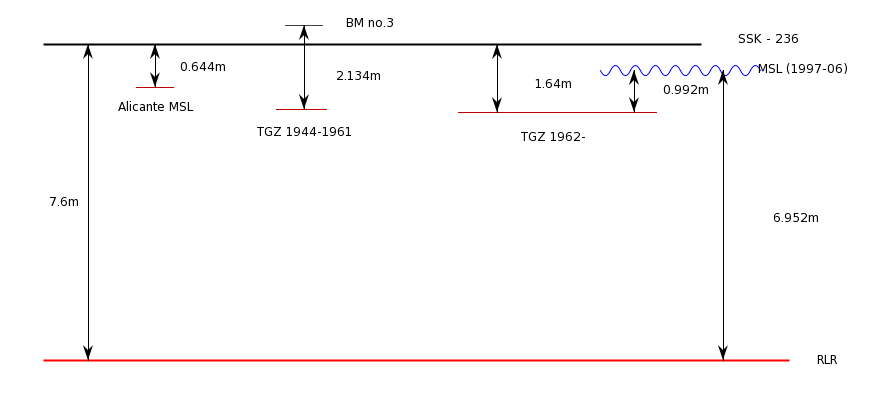 BM no.3
SSK - 236
0.644m
2.134m
1.64m
MSL (1997-06)
0.992m
Alicante MSL
TGZ 1944-1961
TGZ 1962-
7.6m
6.952m
RLR